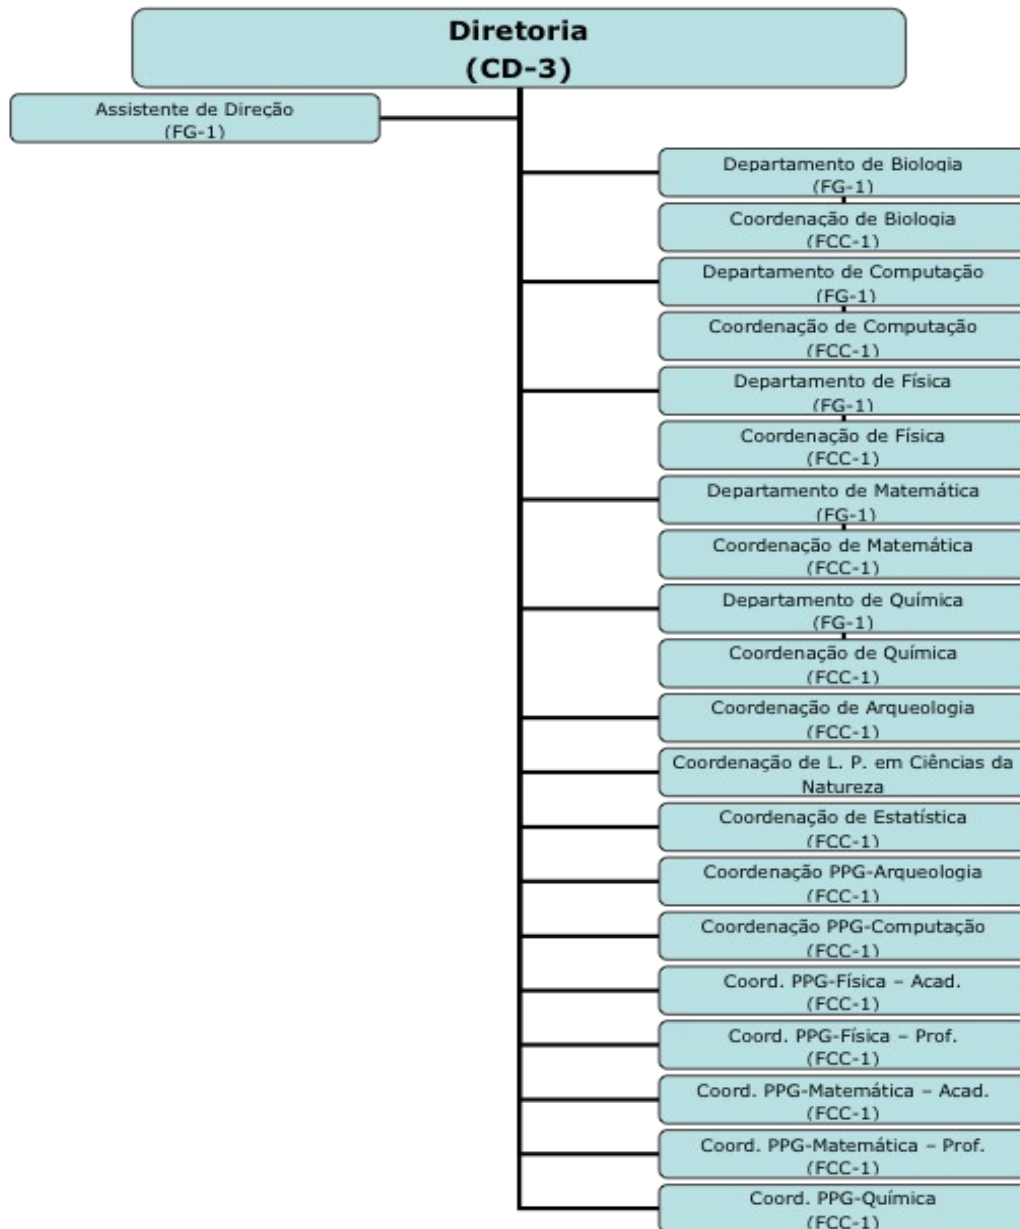 Diretoria
(CD-3)
Assistente de Direção
(FG-1)
Departamento de Biologia
(FG-1)
Coordenação de Biologia
(FCC-1)
Departamento de Computação
(FG-1)
Coordenação de Computação
(FCC-1)
Departamento de Física
(FG-1)
Coordenação de Física
(FCC-1)
Departamento de Matemática
(FG-1)
Coordenação de Matemática
(FCC-1)
Departamento de Química
(FG-1)
Coordenação de Química
(FCC-1)
Coordenação de Arqueologia
(FCC-1)
Coordenação de L. P. em Ciências da
Natureza
Coordenação de Estatística
(FCC-1)
Coordenação PPG-Arqueologia
(FCC-1)
Coordenação PPG-Computação
(FCC-1)
Coord. PPG-Física – Acad.
(FCC-1)
Coord. PPG-Física – Prof.
(FCC-1)
Coord. PPG-Matemática – Acad.
(FCC-1)
Coord. PPG-Matemática – Prof.
(FCC-1)
Coord. PPG-Química
(FCC-1)